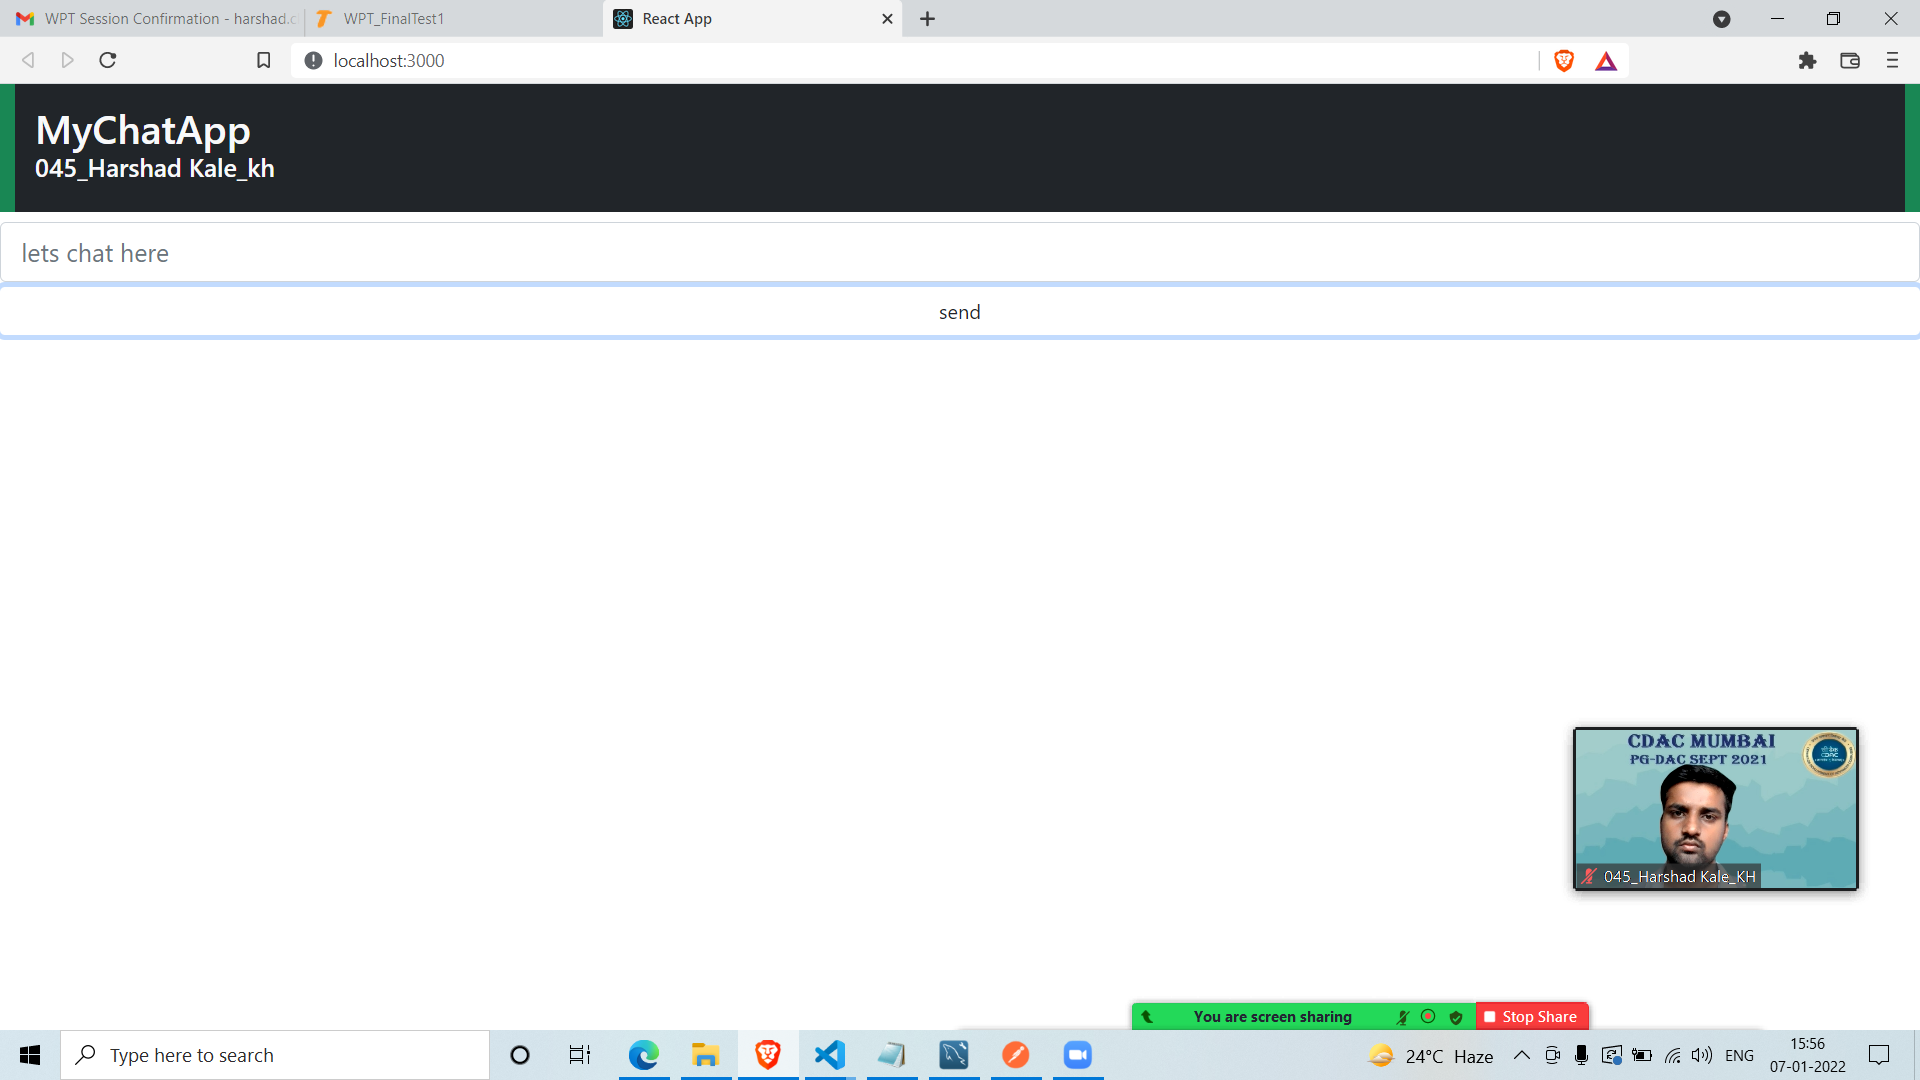 WPT Session Confirmation - harshad.c
WPT_FinalTest1
React App
localhost:3000
MyChatApp
045_Harshad Kale_kh
lets chat here
send
CDAC MUMBAI
PG-DAC SEPT 2021
045_Harshad Kale_KH
You are screen sharing
Stop Share
Type here to search
24°C Haze
ENG
15:56
07-01-2022